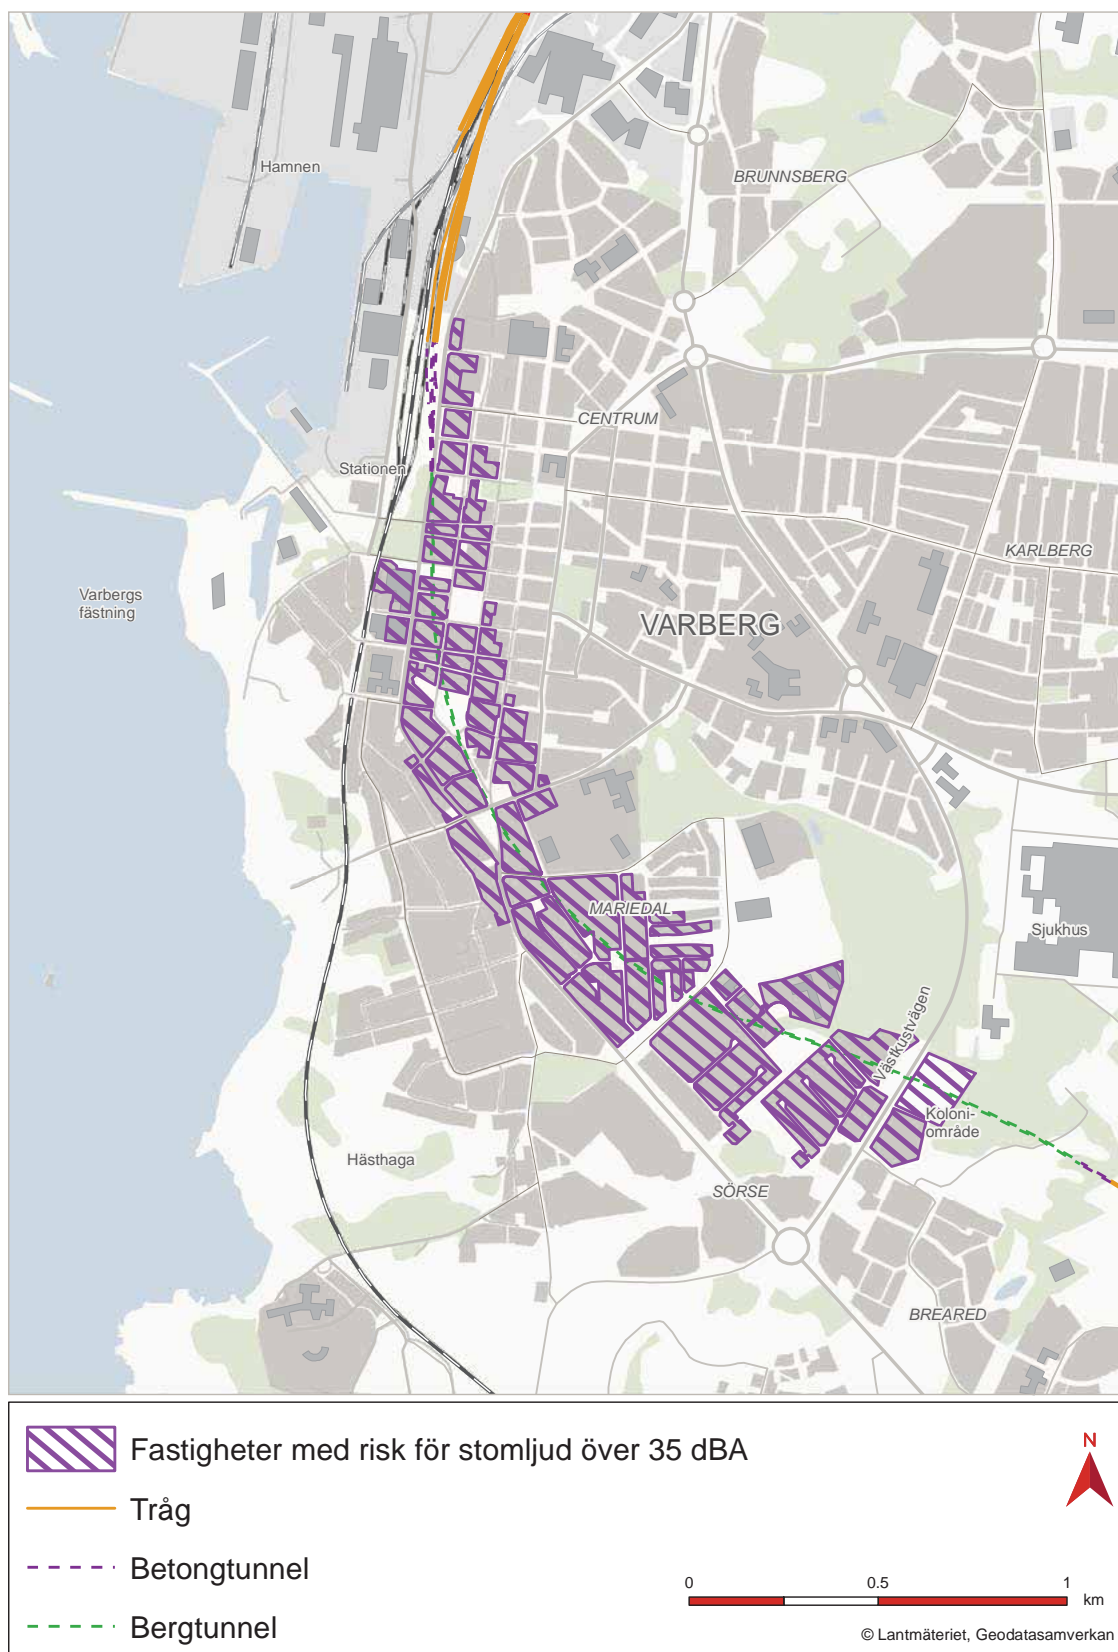 Hamnen
BRUNNSBERG
CENTRUM
Stationen
KARLBERG
Varbergs
fästning
VARBERG
MARIEDAL
Sjukhus
Västkustvägen
Koloni-
område
Hästhaga
SÖRSE
BREARED
Fastigheter med risk för stomljud över 35 dBA
N
Tråg
Betongtunnel
0 0.5 1
km
Bergtunnel
© Lantmäteriet, Geodatasamverkan